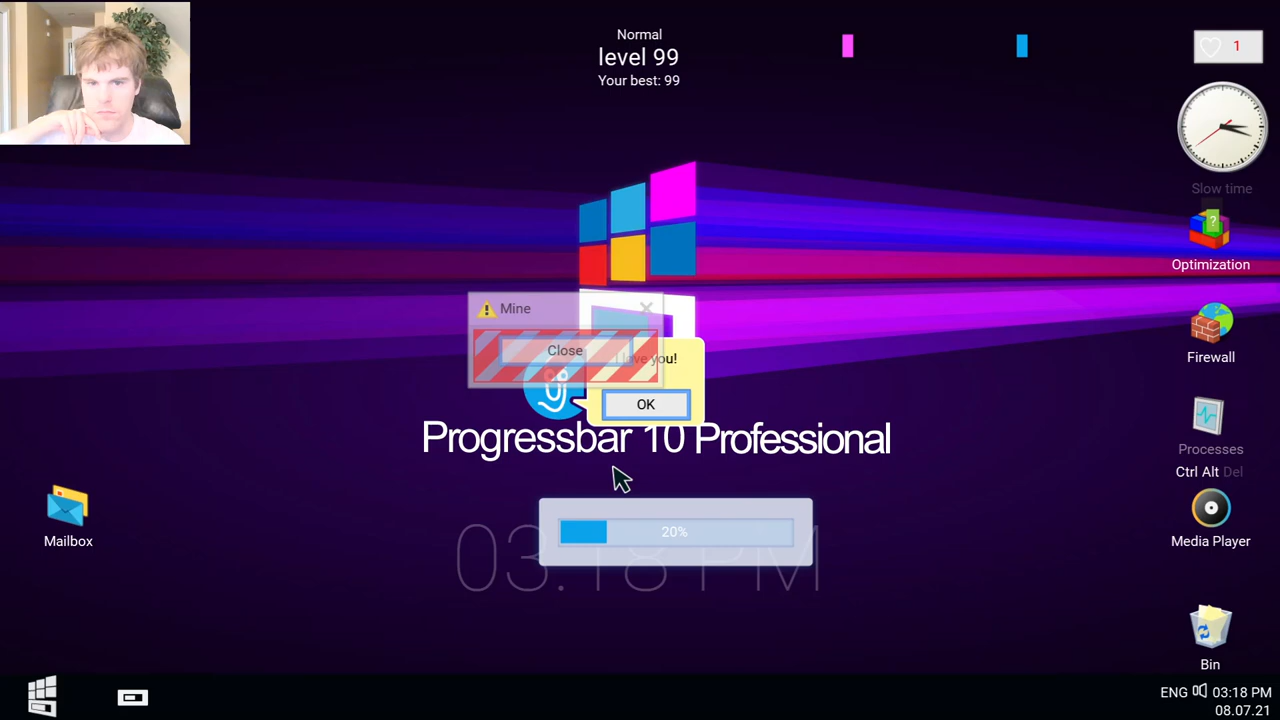 Normal
level 99
Your best: 99
1
Slow time
?
Optimization
Mine
Close
I love you!
Firewall
OK
Progressbar 10 Professional
Processes
Ctrl Alt Del
20%
03:18 PM
Mailbox
Media Player
Bin
ENG 03:18 PM
08.07.21